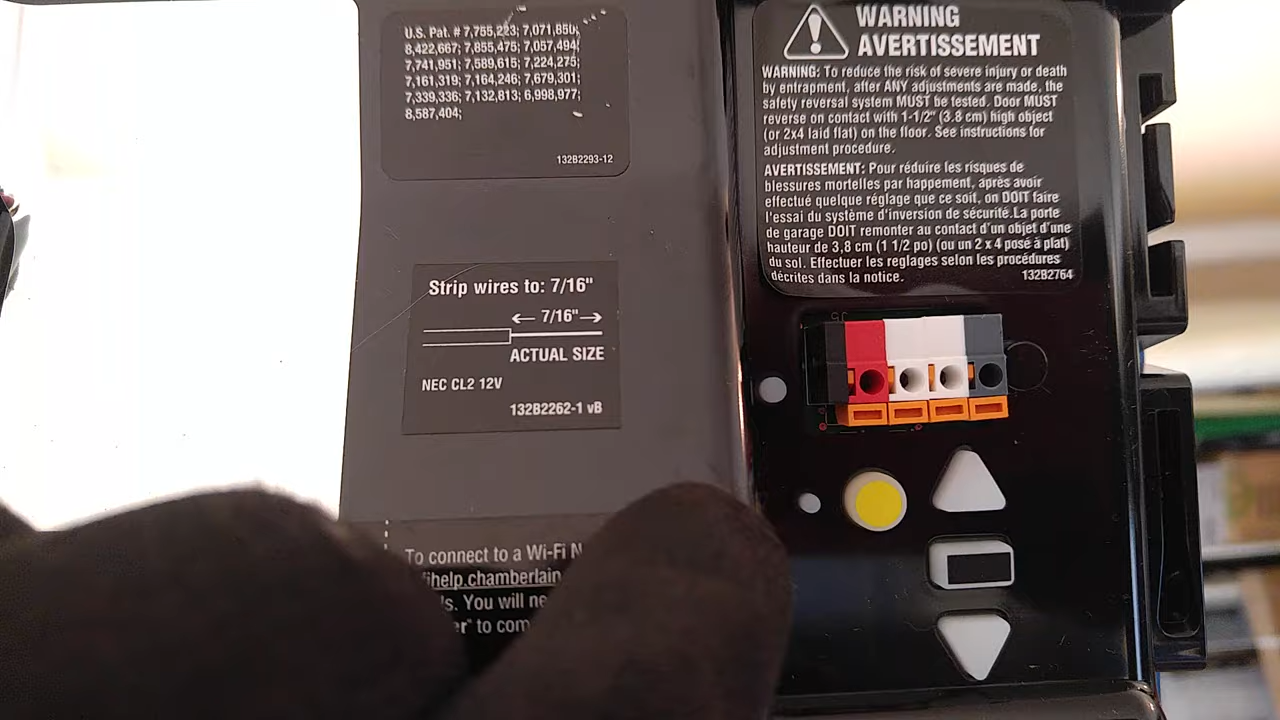 U.S. Pat. # 7,755,223; 7,071,850;
8,422,667; 7,855,475; 7,057,494;
7,741,951; 7,589,615; 7,224,275;
7,161,319; 7,164,246; 7,679,301;
7,339,336; 7,132,813; 6,998,977;
8,587,404;
132B2293-12
Strip wires to: 7/16"
7/16"
ACTUAL SIZE
NEC CL2 12V
132B2262-1 vB
To connect to a Wi-Fi
help.chamberlain
You will
to
WARNING
AVERTISSEMENT
WARNING: To reduce the risk of severe injury or death
by entrapment, after ANY adjustments are made, the
safety reversal system MUST be tested. Door MUST
reverse on contact with 1-1/2" (3.8 cm) high object
(or 2x4 laid flat) on the floor. See instructions for
adjustment procedure.
AVERTISSEMENT: Pour réduire les risques de
blessures mortelles par happement, après avoir
effectué quelque réglage que ce soit, on DOIT faire
l'essai du système d'inversion de sécurité.La porte
de garage DOIT remonter au contact d'un objet d'une
hauteur de 3,8 cm (1 1/2 po) (ou un 2 x 4 posé à plat)
du sol. Effectuer les reglages selon les procédures
décrites dans la notice.
132B2764